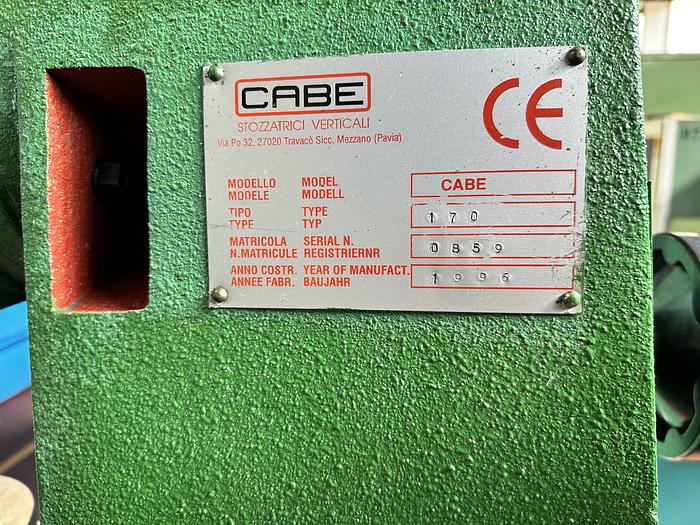 CABE
STOZZATRICI VERTICALI
Via Po 32, 27020 Travacò Sicc. Mezzano (Pavia)
CE
MODELLO MODEL CABE
MODELE MODELL
TIPO TYPE 170
TYPE TYP
MATRICOLA SERIAL N. 0859
N.MATRICULE REGISTRIERNR
ANNO COSTR. YEAR OF MANUFACT. 1996
ANNEE FABR. BAUJAHR